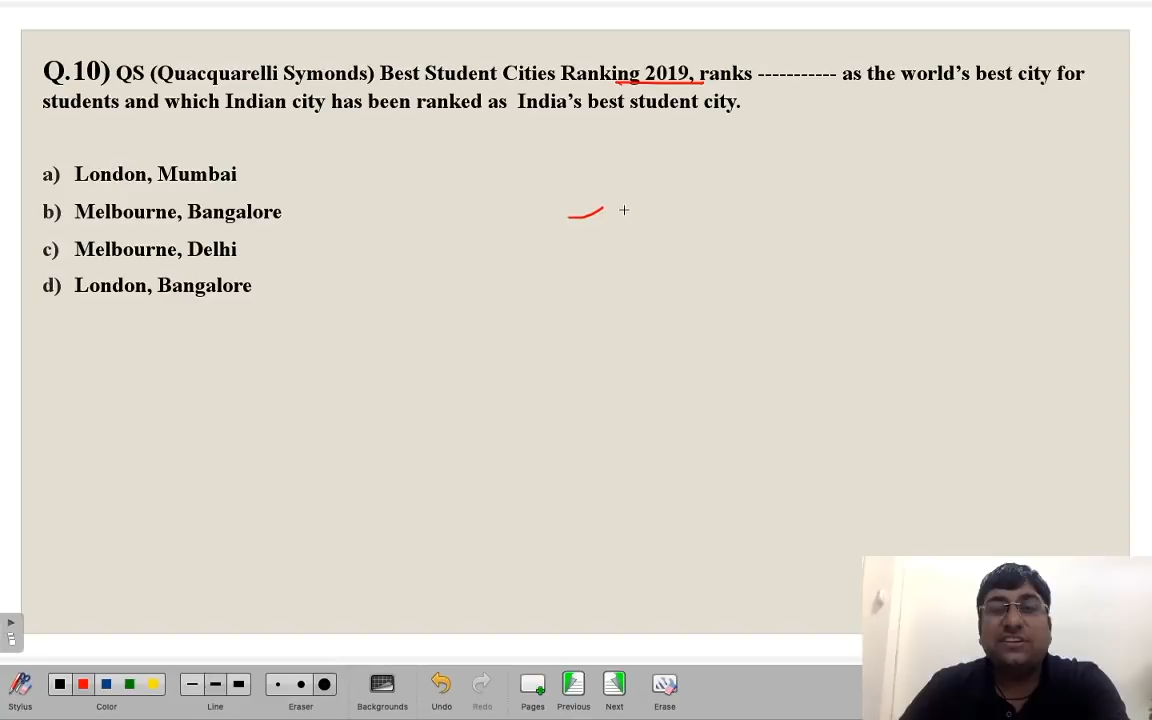 Q.10) QS (Quacquarelli Symonds) Best Student Cities Ranking 2019, ranks ----------- as the world's best city for
students and which Indian city has been ranked as India's best student city.
a) London, Mumbai
b) Melbourne, Bangalore
c) Melbourne, Delhi
d) London, Bangalore
Stylus Color Line Eraser Backgrounds Undo Redo Pages Previous Next Erase